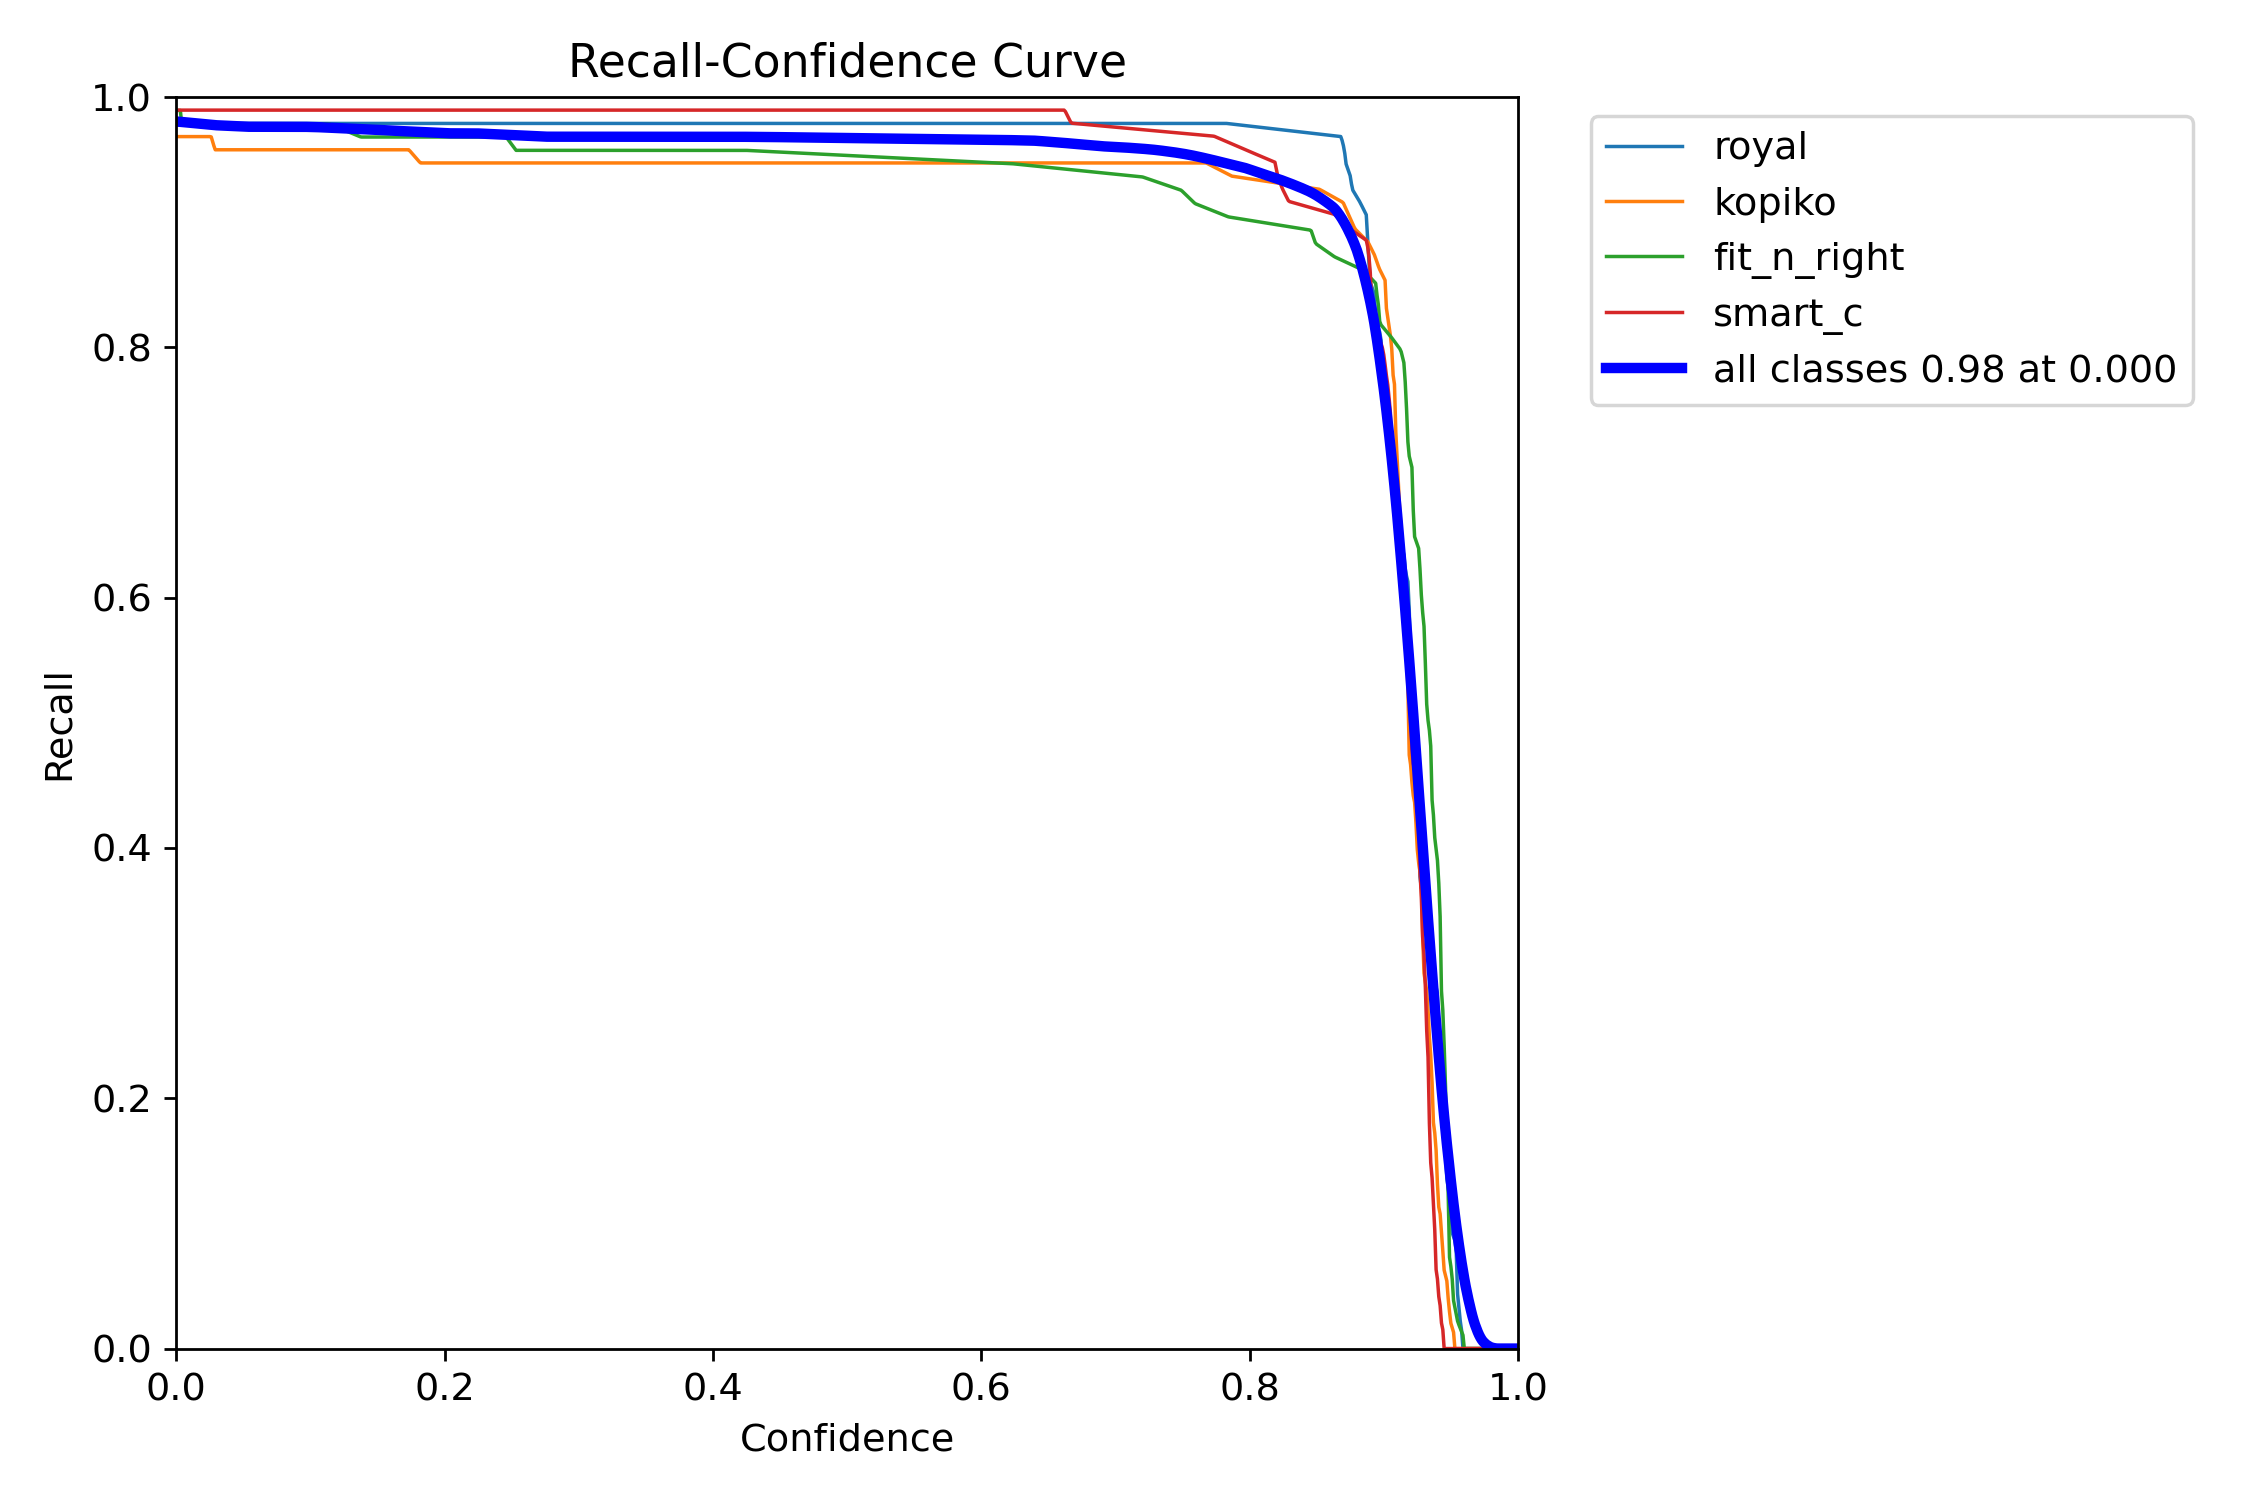 Recall-Confidence Curve
1.0
0.8
0.6
0.4
0.2
0.0
Recall
0.0 0.2 0.4 0.6 0.8 1.0
Confidence
royal
kopiko
fit_n_right
smart_c
all classes 0.98 at 0.000